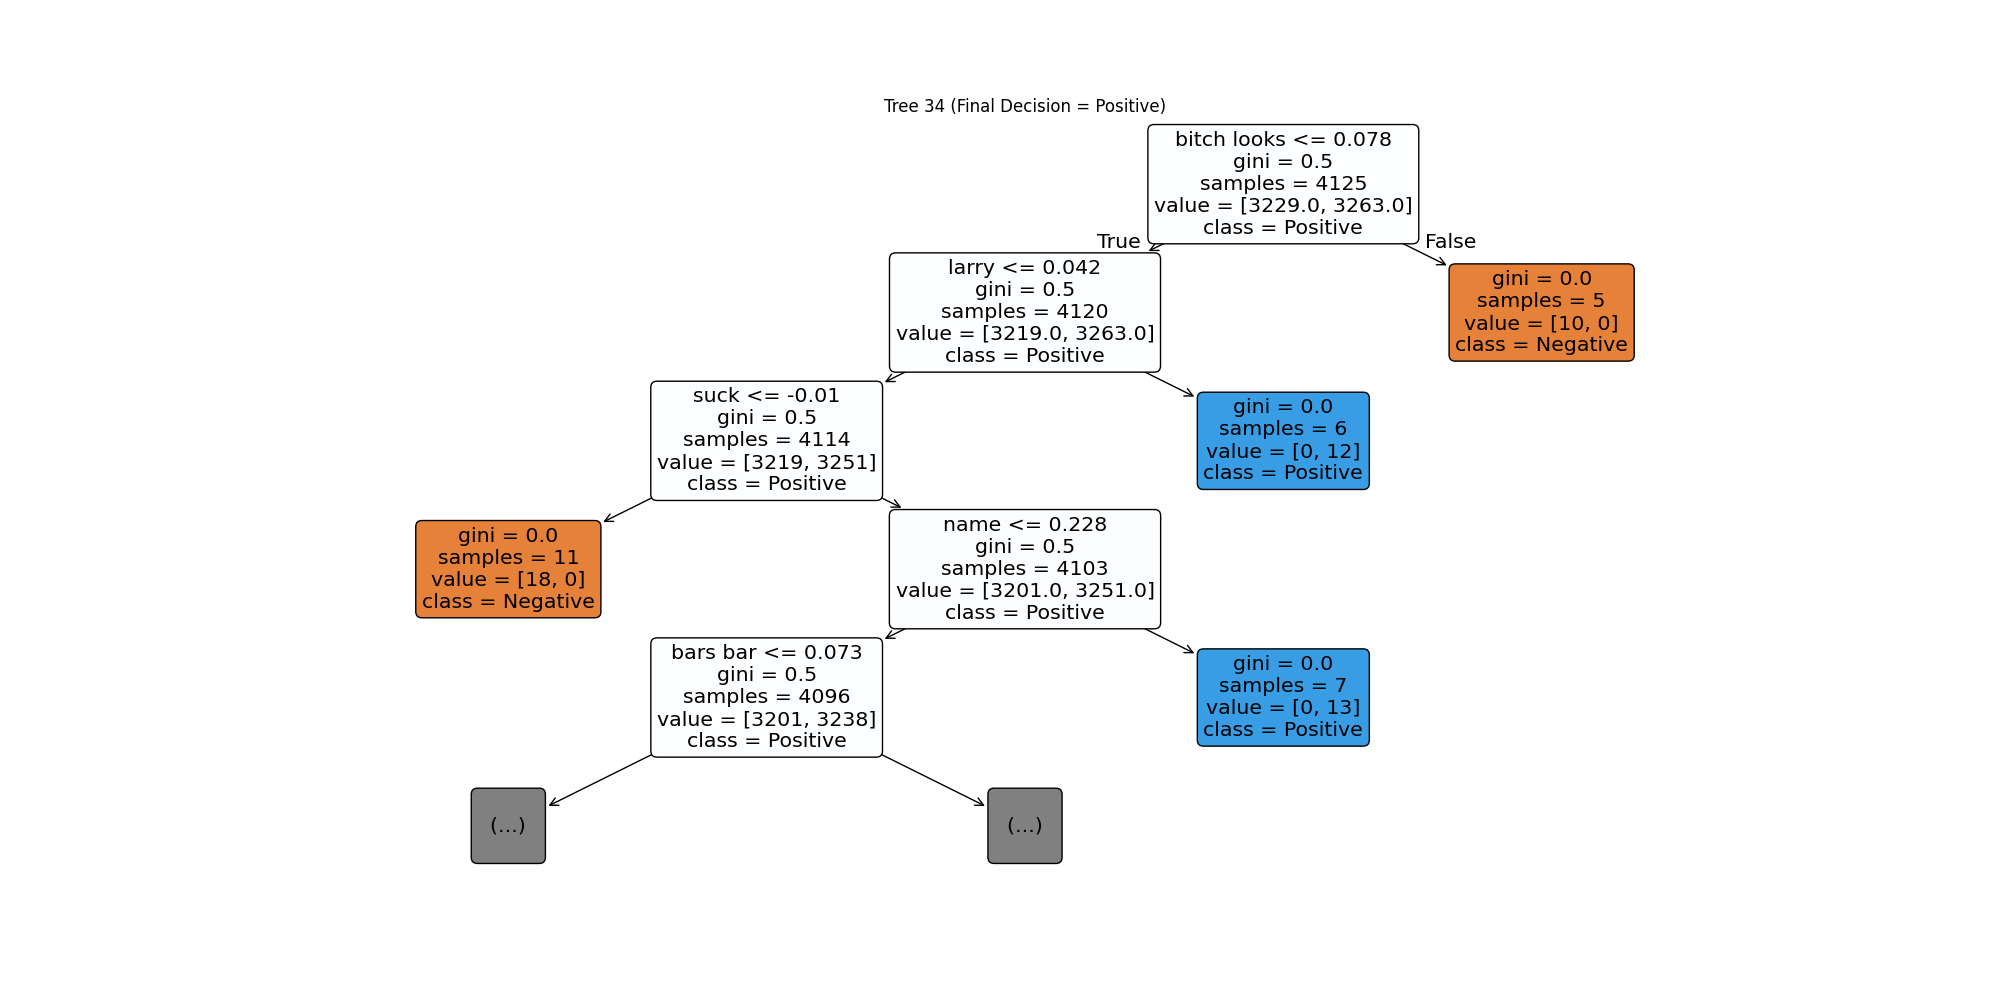 Tree 34 (Final Decision = Positive)
bitch looks <= 0.078
gini = 0.5
samples = 4125
value = [3229.0, 3263.0]
class = Positive
True
False
larry <= 0.042
gini = 0.5
samples = 4120
value = [3219.0, 3263.0]
class = Positive
gini = 0.0
samples = 5
value = [10, 0]
class = Negative
suck <= -0.01
gini = 0.5
samples = 4114
value = [3219, 3251]
class = Positive
gini = 0.0
samples = 6
value = [0, 12]
class = Positive
gini = 0.0
samples = 11
value = [18, 0]
class = Negative
name <= 0.228
gini = 0.5
samples = 4103
value = [3201.0, 3251.0]
class = Positive
bars bar <= 0.073
gini = 0.5
samples = 4096
value = [3201, 3238]
class = Positive
gini = 0.0
samples = 7
value = [0, 13]
class = Positive
(...)
(...)